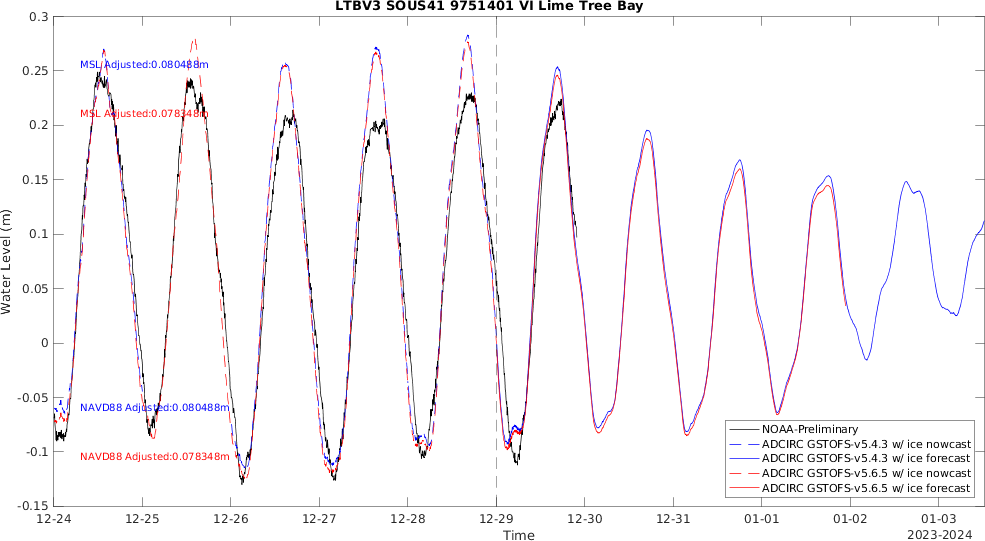 LTBV3 SOUS41 9751401 VI Lime Tree Bay
0.3
0.25
0.2
0.15
0.1
0.05
0
-0.05
-0.1
-0.15
Water Level (m)
MSL Adjusted:0.080488m
MSL Adjusted:0.078348m
NAVD88 Adjusted:0.080488m
NAVD88 Adjusted:0.078348m
NOAA-Preliminary
ADCIRC GSTOFS-v5.4.3 w/ ice nowcast
ADCIRC GSTOFS-v5.4.3 w/ ice forecast
ADCIRC GSTOFS-v5.6.5 w/ ice nowcast
ADCIRC GSTOFS-v5.6.5 w/ ice forecast
12-24 12-25 12-26 12-27 12-28 12-29 12-30 12-31 01-01 01-02 01-03
Time
2023-2024